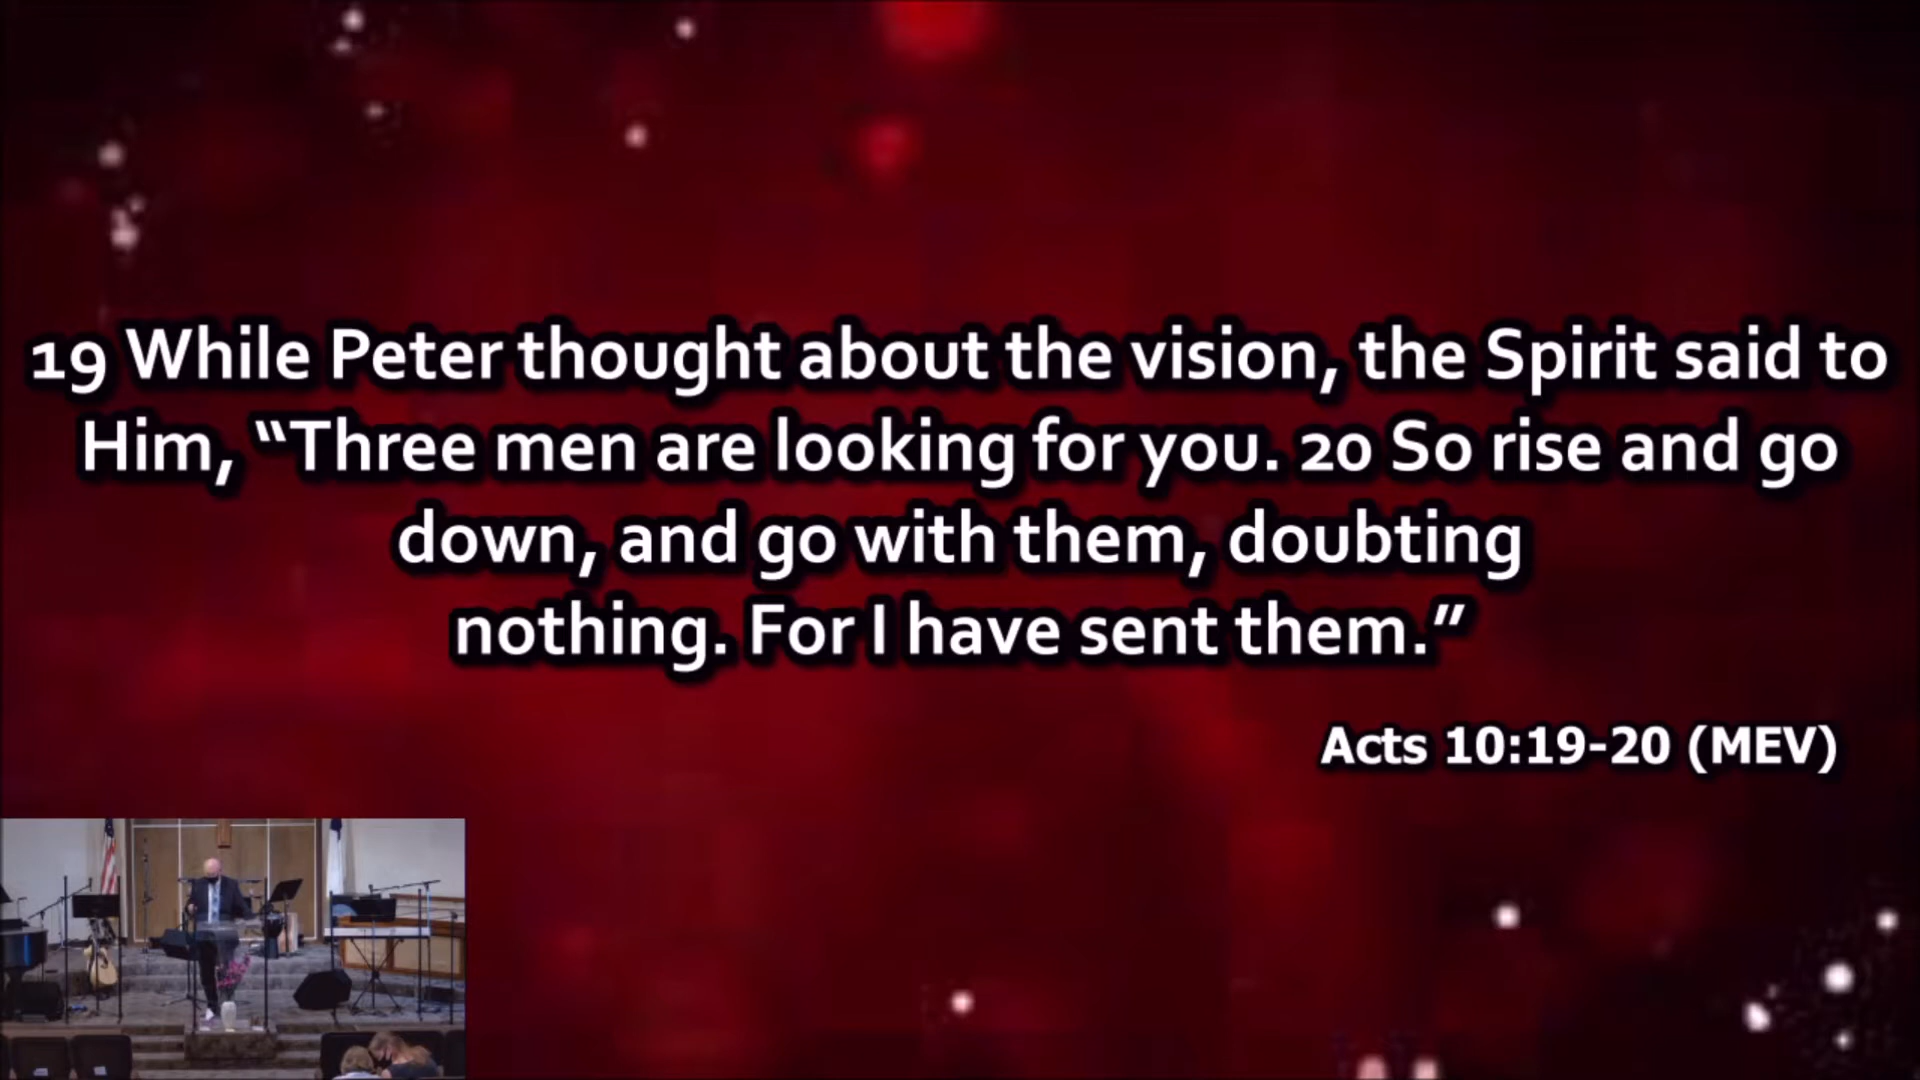 19 While Peter thought about the vision, the Spirit said to
Him, “Three men are looking for you. 20 So rise and go
down, and go with them, doubting
nothing. For I have sent them.”
Acts 10:19-20 (MEV)